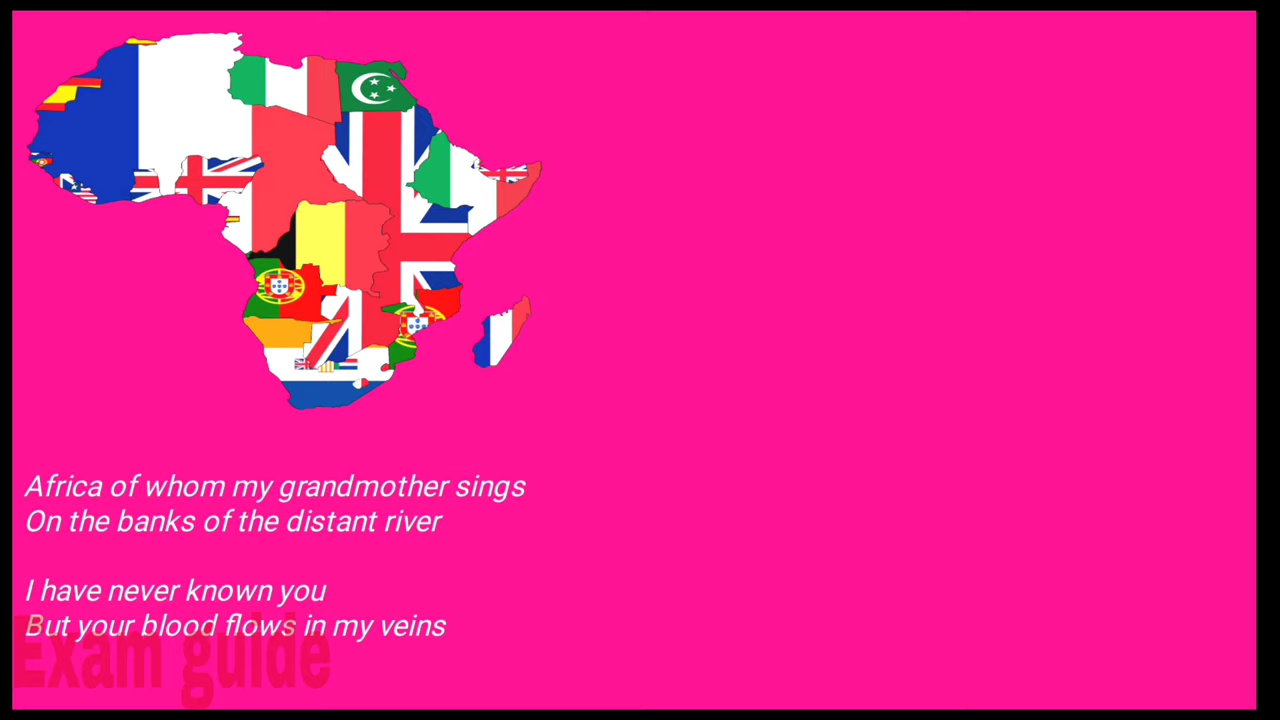 Africa of whom my grandmother sings
On the banks of the distant river
I have never known you
But your blood flows in my veins
Exam guide